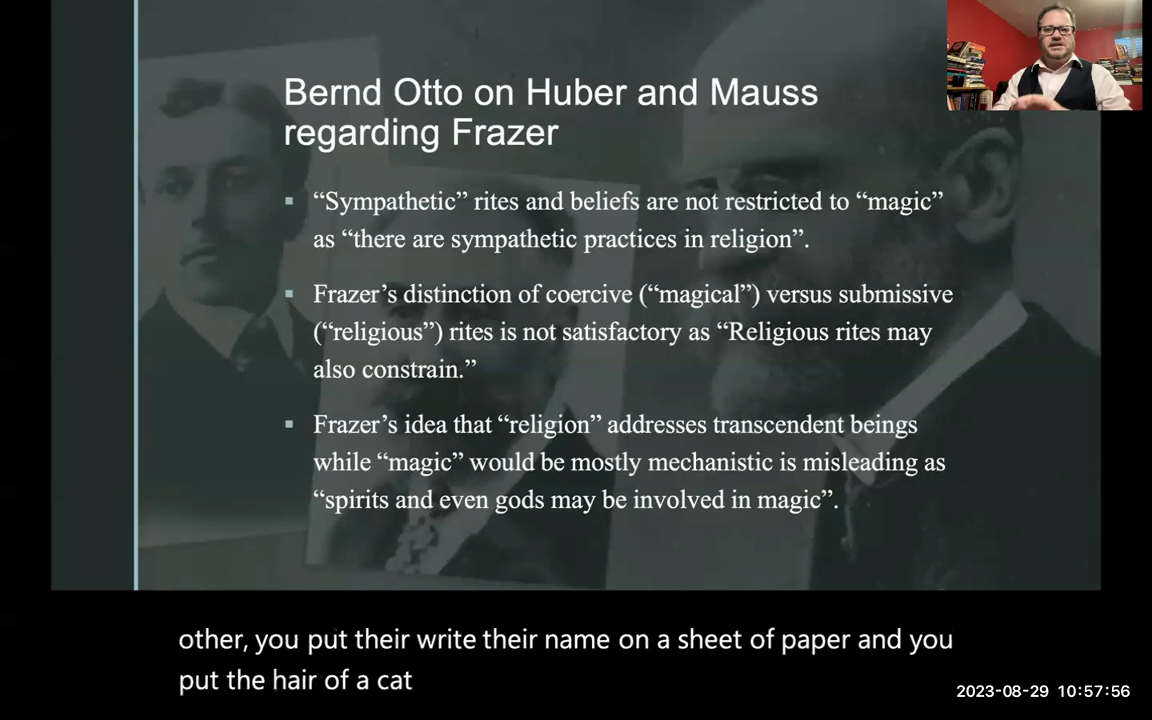 Bernd Otto on Huber and Mauss
regarding Frazer
▪ “Sympathetic” rites and beliefs are not restricted to “magic”
as “there are sympathetic practices in religion”.
▪ Frazer’s distinction of coercive (“magical”) versus submissive
(“religious”) rites is not satisfactory as “Religious rites may
also constrain.”
▪ Frazer’s idea that “religion” addresses transcendent beings
while “magic” would be mostly mechanistic is misleading as
“spirits and even gods may be involved in magic”.
other, you put their write their name on a sheet of paper and you
put the hair of a cat
2023-08-29 10:57:56